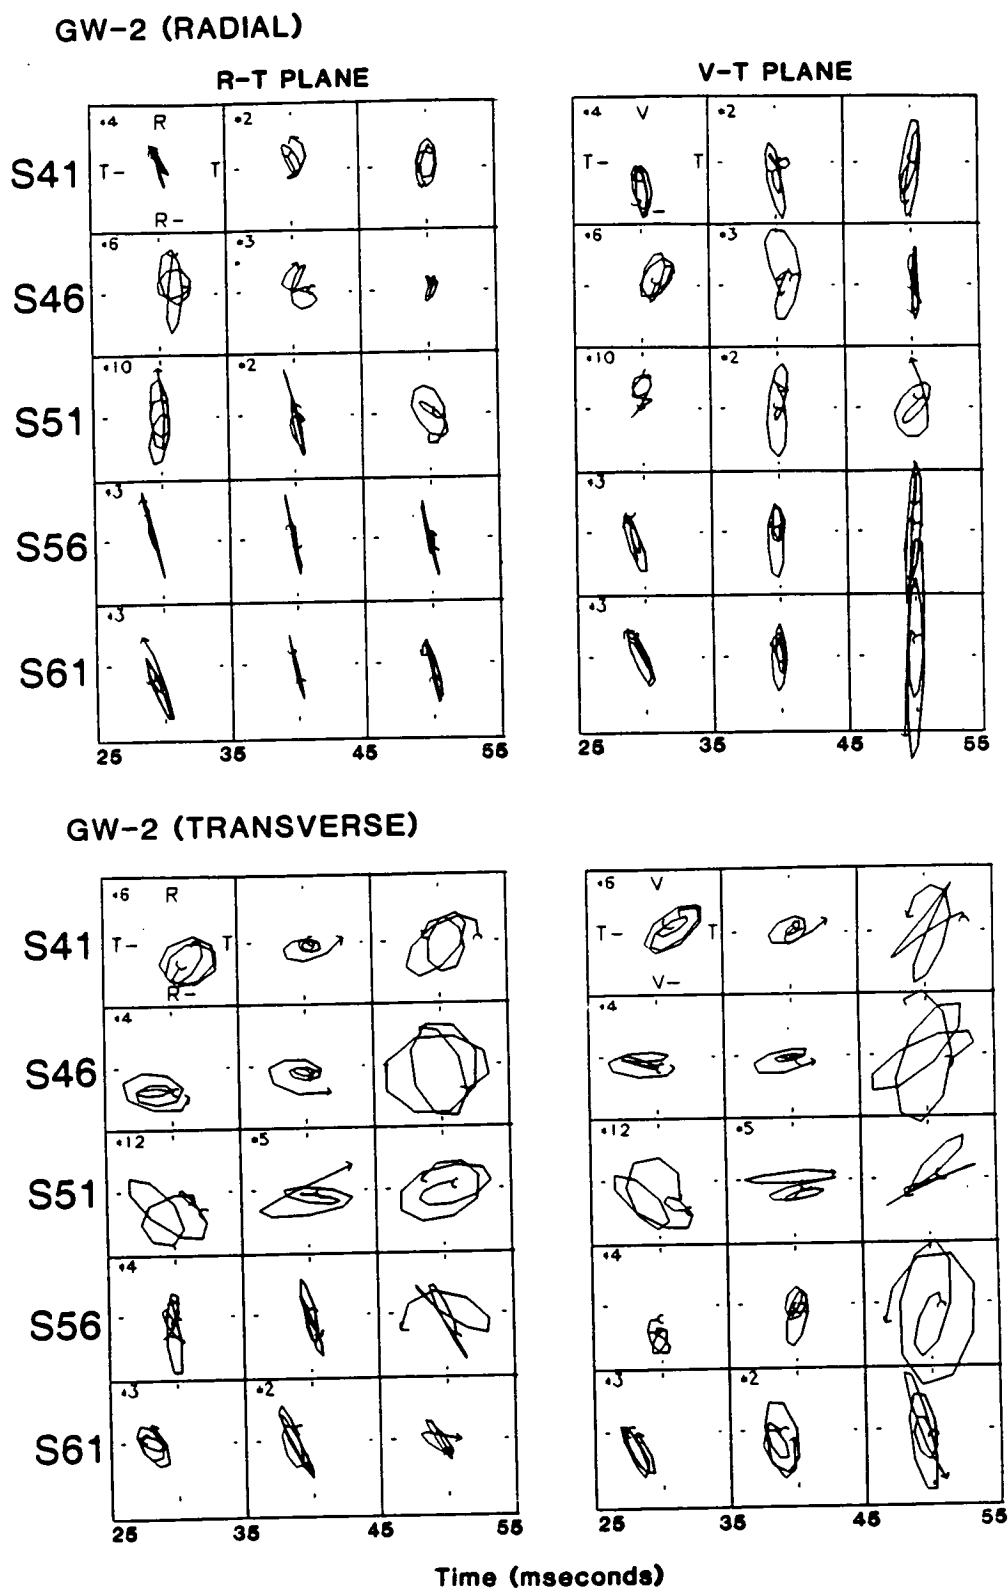 GW-2 (RADIAL)
R-T PLANE
V-T PLANE
*4 R *2
*4 V *2
S41 T- T
T- T
R-
-
*6 *3
*6 *3
S46
*10 *2
*10 *2
S51
*3
*3
S56
*3
*3
S61
25 35 45 55
25 35 45 55
GW-2 (TRANSVERSE)
*6 R
*6 V
S41 T- T
T- T
R-
V-
*4
*4
S46
*12 *5
*12 *5
S51
*4
*4
S56
*3 *2
*3 *2
S61
25 35 45 55
25 35 45 55
Time (mseconds)